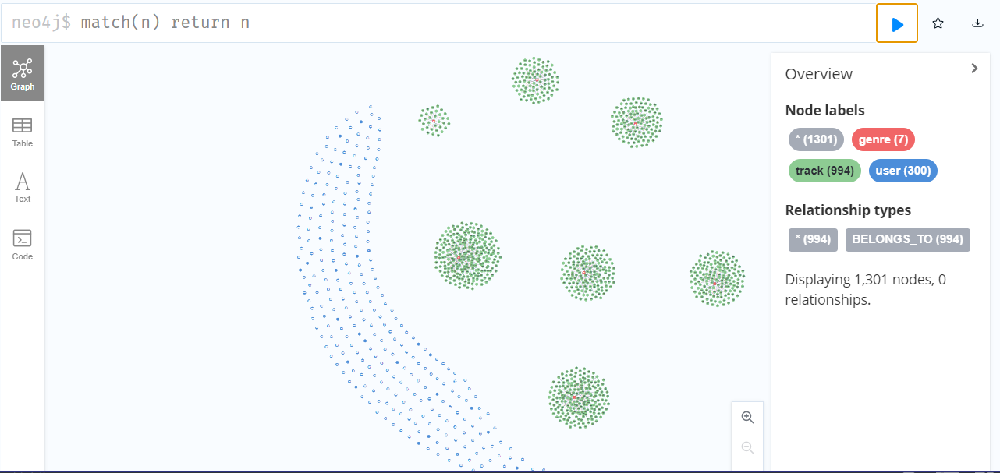 neo4j$ match(n) return n
Graph
Table
Text
Code
Overview
Node labels
* (1301) genre (7)
track (994) user (300)
Relationship types
* (994) BELONGS_TO (994)
Displaying 1,301 nodes, 0
relationships.